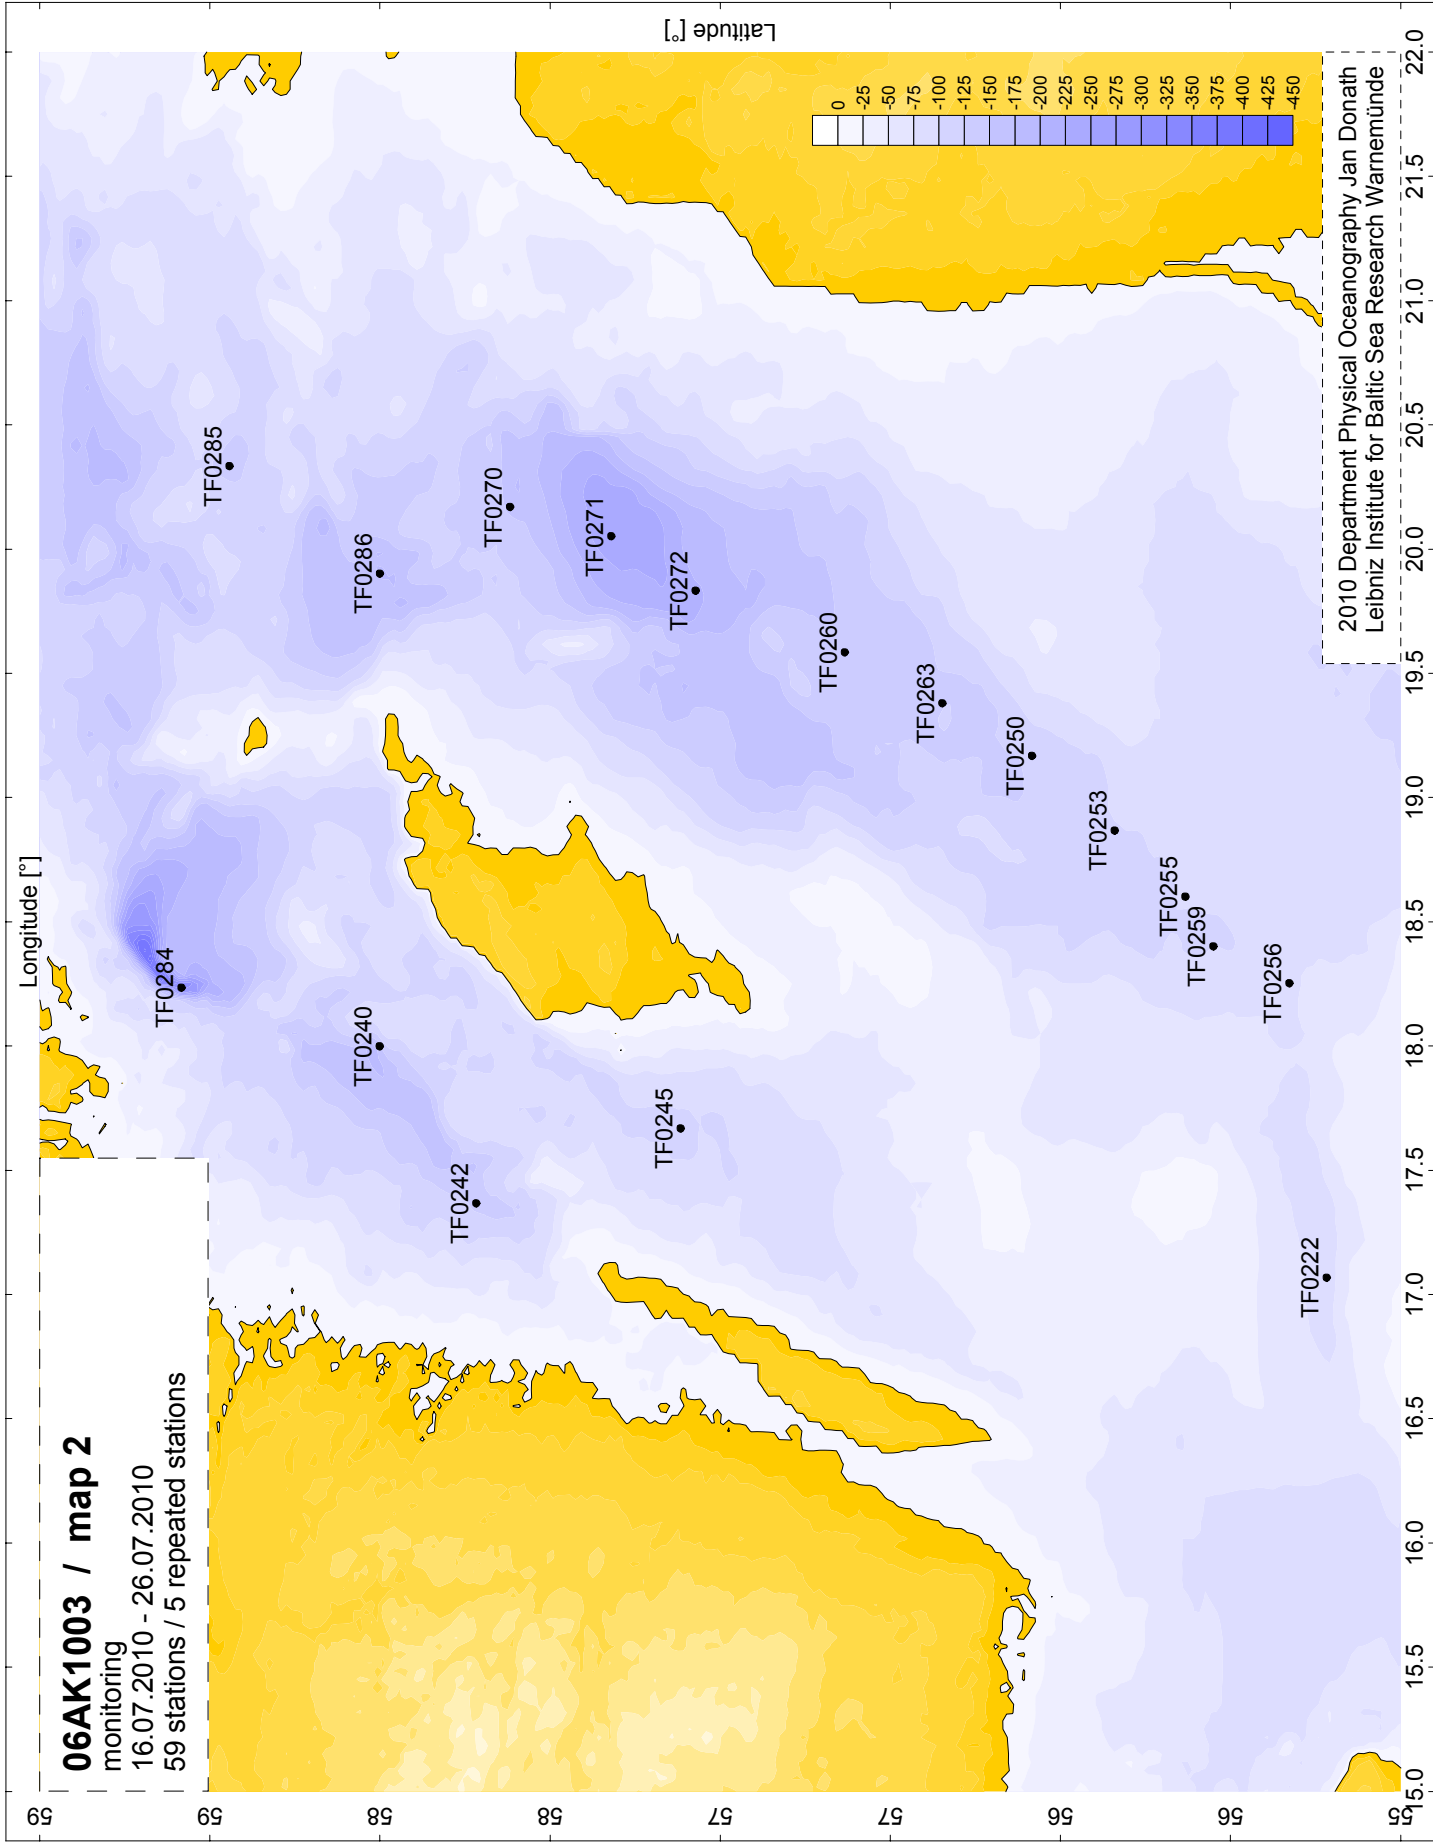 Longitude [°]
06AK1003 / map 2
monitoring
16.07.2010 - 26.07.2010
59 stations / 5 repeated stations
TF0284
TF0285
TF0240
TF0286
TF0242
TF0270
TF0271
TF0245
TF0272
TF0260
TF0263
TF0250
TF0253
TF0255
TF0259
TF0256
TF0222
0
-25
-50
-75
-100
-125
-150
-175
-200
-225
-250
-275
-300
-325
-350
-375
-400
-425
-450
2010 Department Physical Oceanography Jan Donath
Leibniz Institute for Baltic Sea Research Warnemünde
Latitude [°]
59
59
58
58
57
57
56
56
55
15.0 15.5 16.0 16.5 17.0 17.5 18.0 18.5 19.0 19.5 20.0 20.5 21.0 21.5 22.0